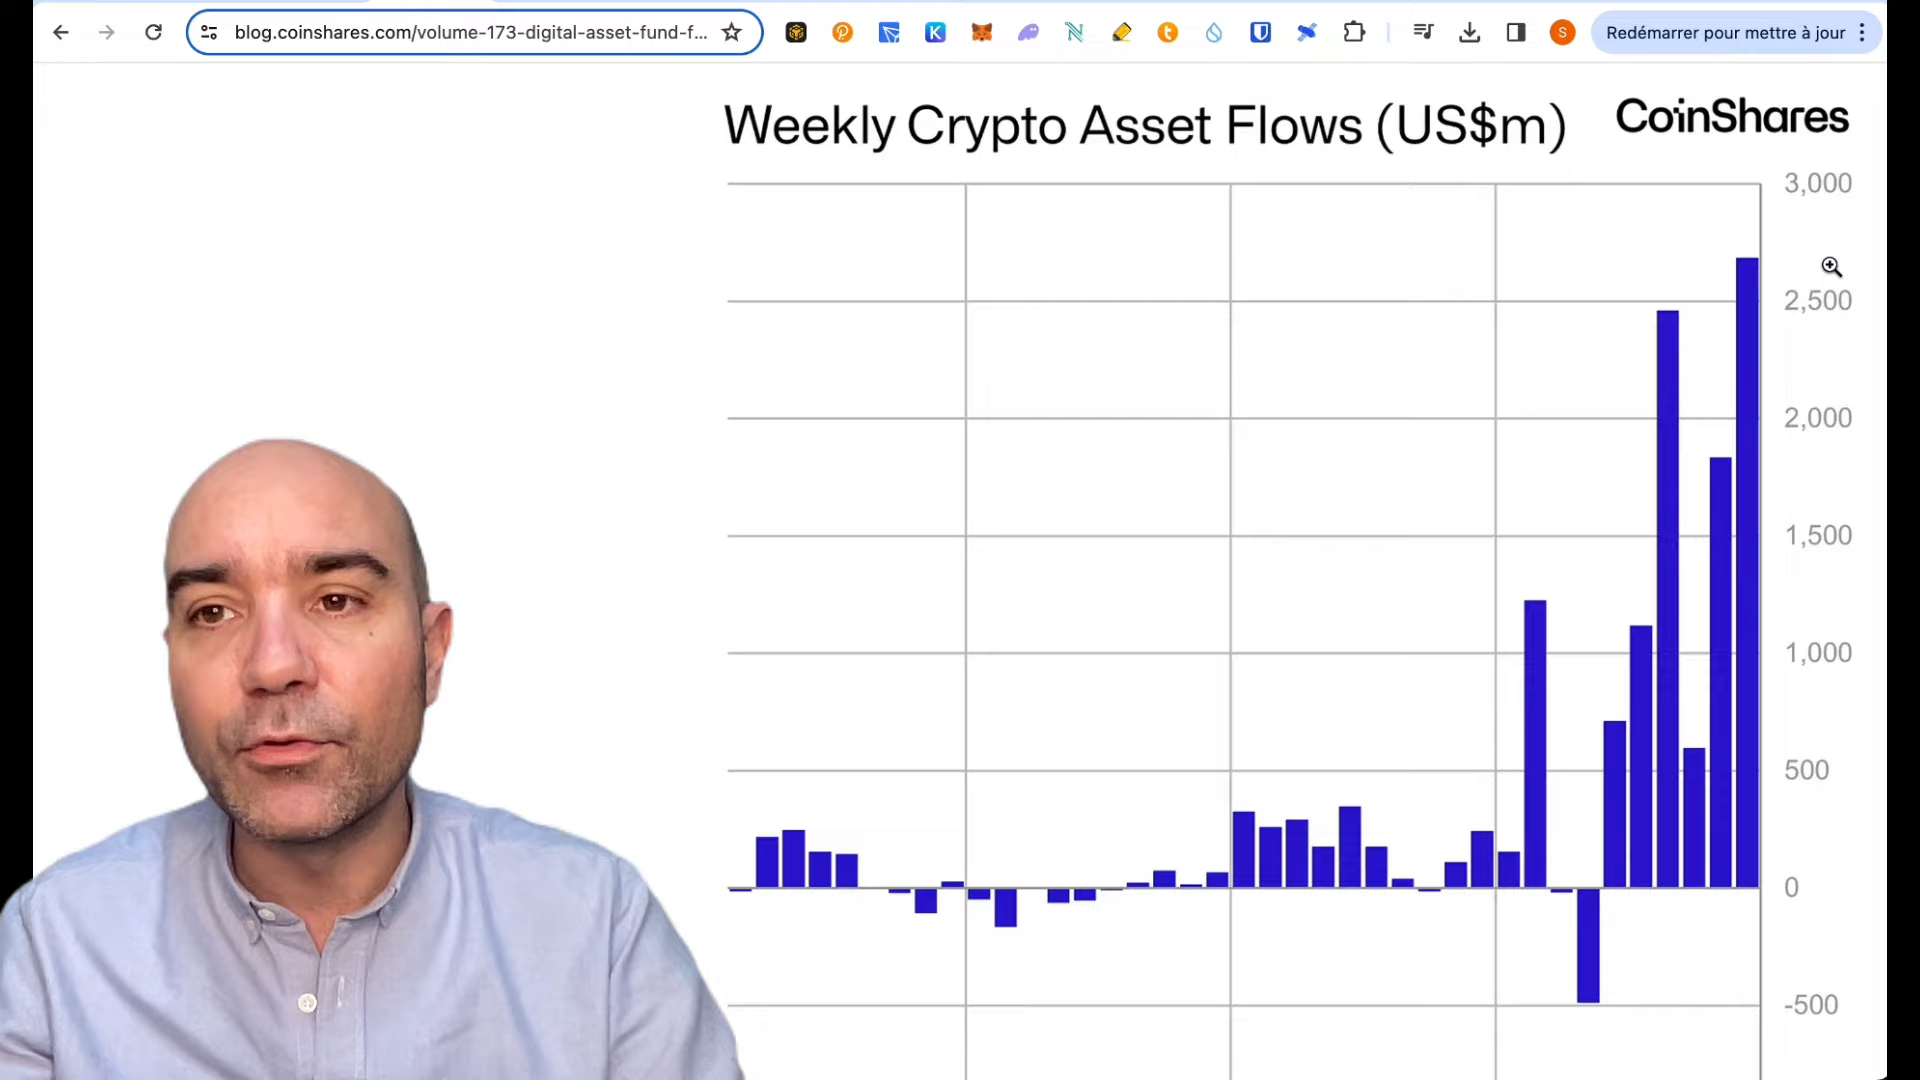 blog.coinshares.com/volume-173-digital-asset-fund-f...
S
Redémarrer pour mettre à jour
Weekly Crypto Asset Flows (US$m)
CoinShares
3,000
2,500
2,000
1,500
1,000
500
0
-500